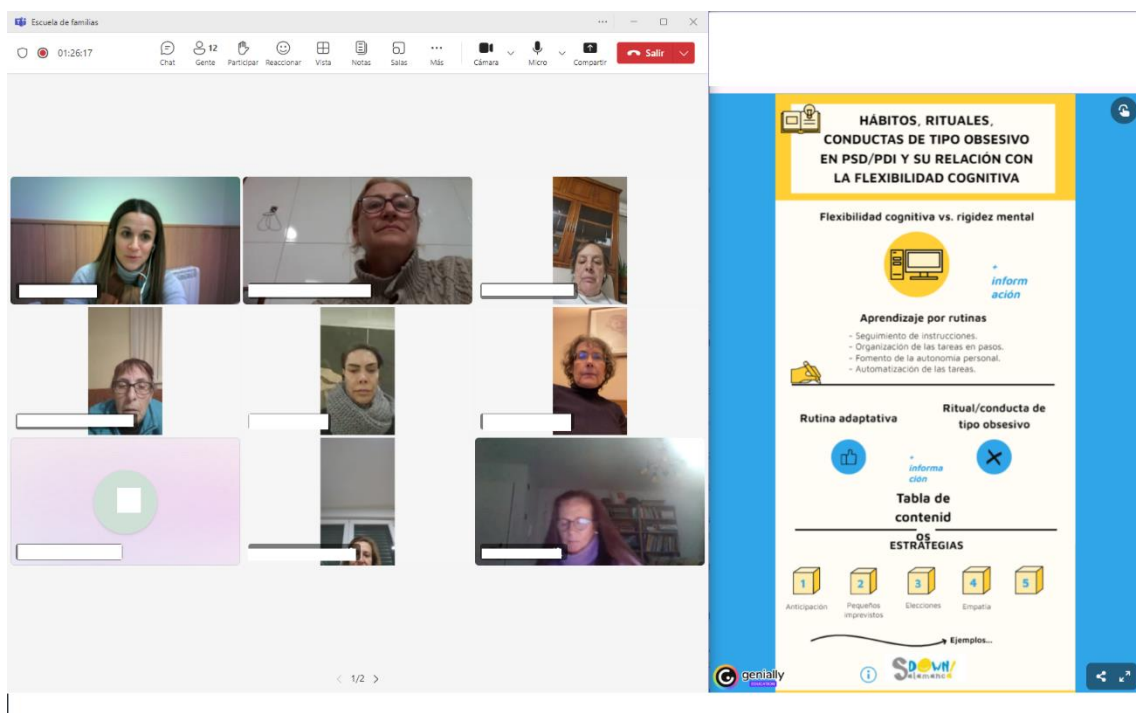 Escuela de familias
01:26:17
Chat
12
Gente
Participar
Reaccionar
Vista
Notas
Salas
Más
Cámara
Micro
Compartir
Salir
1/2
HÁBITOS, RITUALES,
CONDUCTAS DE TIPO OBSESIVO
EN PSD/PDI Y SU RELACIÓN CON
LA FLEXIBILIDAD COGNITIVA
Flexibilidad cognitiva vs. rigidez mental
+
inform
ación
Aprendizaje por rutinas
- Seguimiento de instrucciones.
- Organización de las tareas en pasos.
- Fomento de la autonomia personal.
- Automatización de las tareas.
Rutina adaptativa
Ritual/conducta de
tipo obsesivo
+
informa
ción
Tabla de
contenid
os
ESTRATEGIAS
1
2
3
4
5
Anticipación
Pequeños
imprevistos
Elecciones
Empatía
Ejemplos...
genially
EDUCATION
DOWN
Salamanca